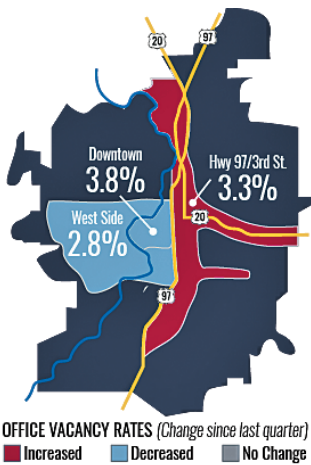 20
97
Downtown
3.8%
Hwy 97/3rd St.
3.3%
West Side
2.8%
20
97
OFFICE VACANCY RATES (Change since last quarter)
Increased Decreased No Change